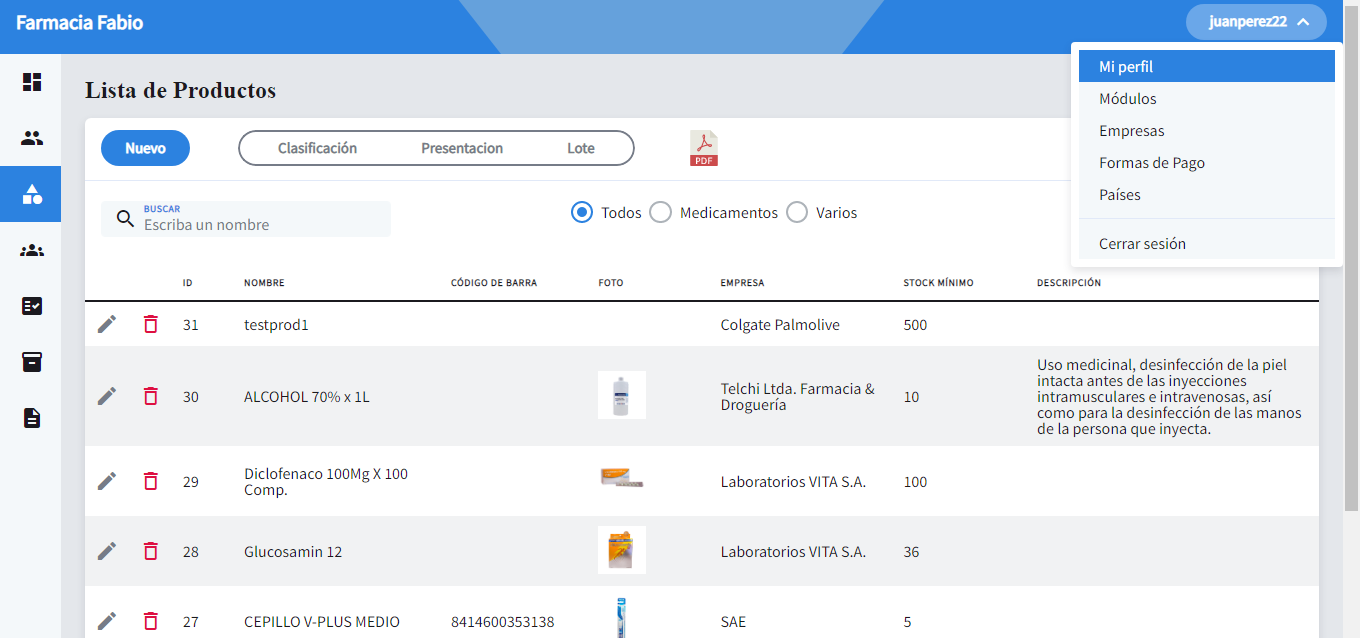 Farmacia Fabio
juanperez22
Mi perfil
Módulos
Empresas
Formas de Pago
Países
Cerrar sesión
Lista de Productos
Nuevo
Clasificación Presentacion Lote
PDF
BUSCAR
Escriba un nombre
Todos Medicamentos Varios
ID NOMBRE CÓDIGO DE BARRA FOTO EMPRESA STOCK MÍNIMO DESCRIPCIÓN
31 testprod1 Colgate Palmolive 500
30 ALCOHOL 70% x 1L
Telchi Ltda. Farmacia &
Droguería
10
Uso medicinal, desinfección de la piel
intacta antes de las inyecciones
intramusculares e intravenosas, así
como para la desinfección de las manos
de la persona que inyecta.
29
Diclofenaco 100Mg X 100
Comp.
Laboratorios VITA S.A. 100
28 Glucosamin 12 Laboratorios VITA S.A. 36
27 CEPILLO V-PLUS MEDIO 8414600353138 SAE 5